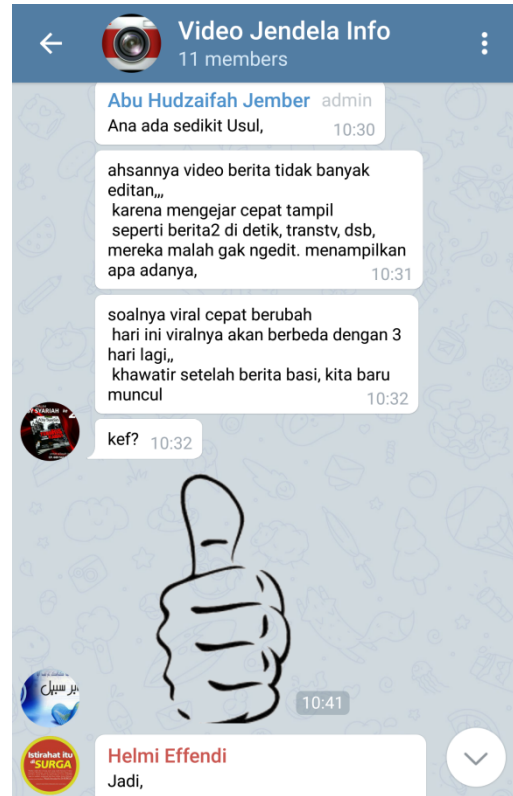 Video Jendela Info
11 members
Abu Hudzaifah Jember admin
Ana ada sedikit Usul,
10:30
ahsannya video berita tidak banyak
editan,,,
karena mengejar cepat tampil
seperti berita2 di detik, transtv, dsb,
mereka malah gak ngedit. menampilkan
apa adanya,
10:31
soalnya viral cepat berubah
hari ini viralnya akan berbeda dengan 3
hari lagi,,
khawatir setelah berita basi, kita baru
muncul
10:32
SYARIAH
kef? 10:32
10:41
Istirahat itu
SURGA
Helmi Effendi
Jadi,